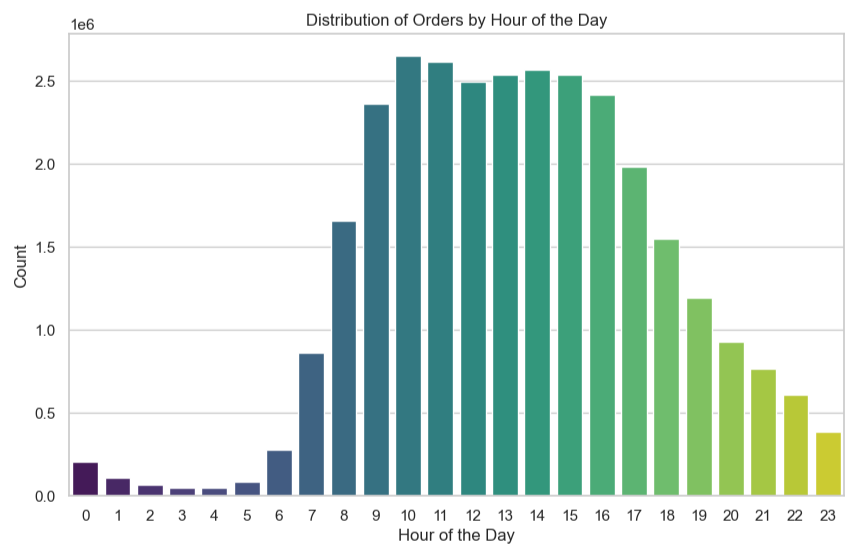 Distribution of Orders by Hour of the Day
1e6
2.5
2.0
1.5
1.0
0.5
0.0
Count
0 1 2 3 4 5 6 7 8 9 10 11 12 13 14 15 16 17 18 19 20 21 22 23
Hour of the Day